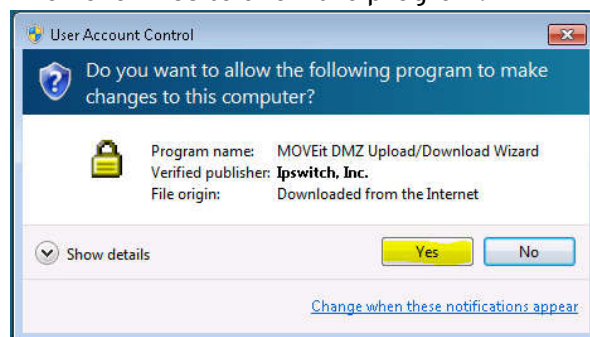 User Account Control
Do you want to allow the following program to make
changes to this computer?
Program name: MOVEit DMZ Upload/Download Wizard
Verified publisher: Ipswitch, Inc.
File origin: Downloaded from the Internet
Show details
Yes
No
Change when these notifications appear